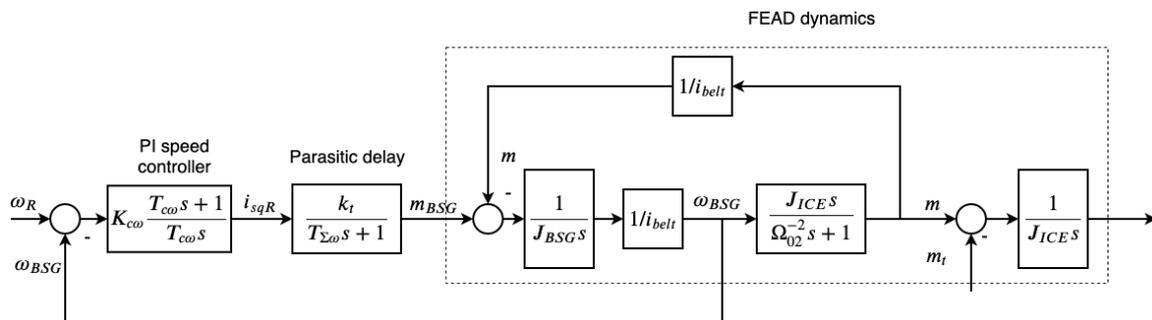 FEAD dynamics
1/i_belt
PI speed
controller
Parasitic delay
m
-
ω_R
K_cω (T_cω s + 1)/(T_cω s)
i_sqR
k_t/(T_Σω s + 1)
m_BSG
1/(J_BSG s)
1/i_belt
ω_BSG
J_ICE s/(Ω_02^-2 s + 1)
m
1/(J_ICE s)
-
-
ω_BSG
m_t